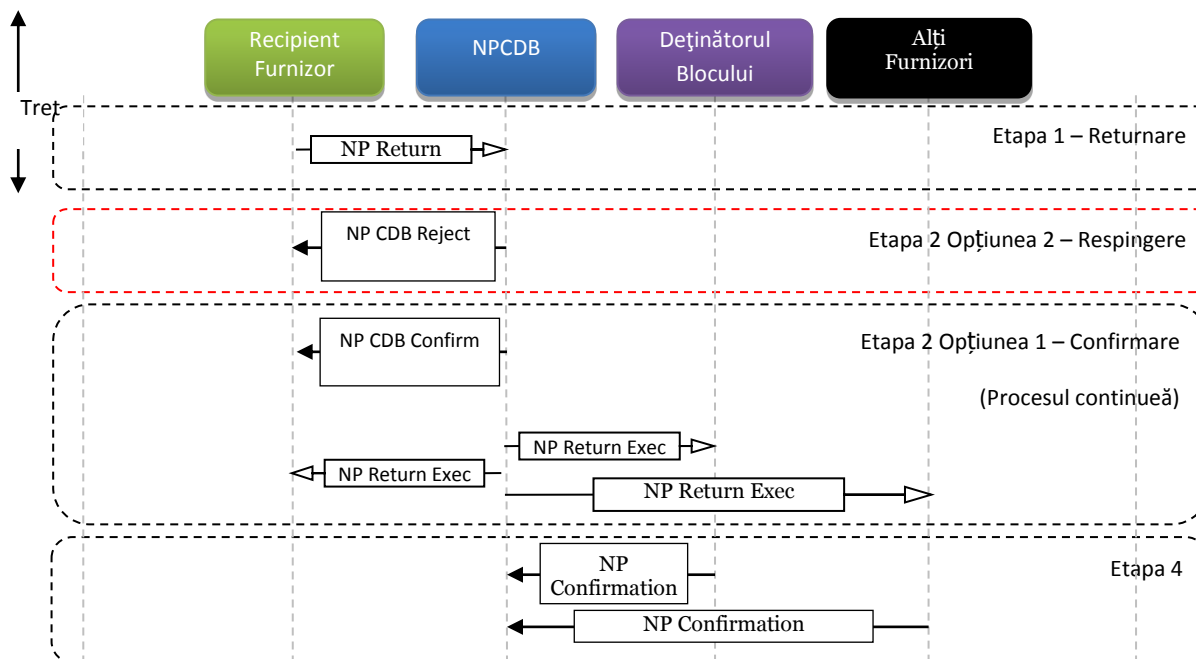 Recipient
Furnizor
NPCDB
Deţinătorul
Blocului
Alți
Furnizori
Tret
Etapa 1 – Returnare
NP Return
NP CDB Reject
Etapa 2 Opțiunea 2 – Respingere
NP CDB Confirm
Etapa 2 Opțiunea 1 – Confirmare
(Procesul continueă)
NP Return Exec
NP Return Exec
NP Return Exec
NP
Confirmation
Etapa 4
NP Confirmation